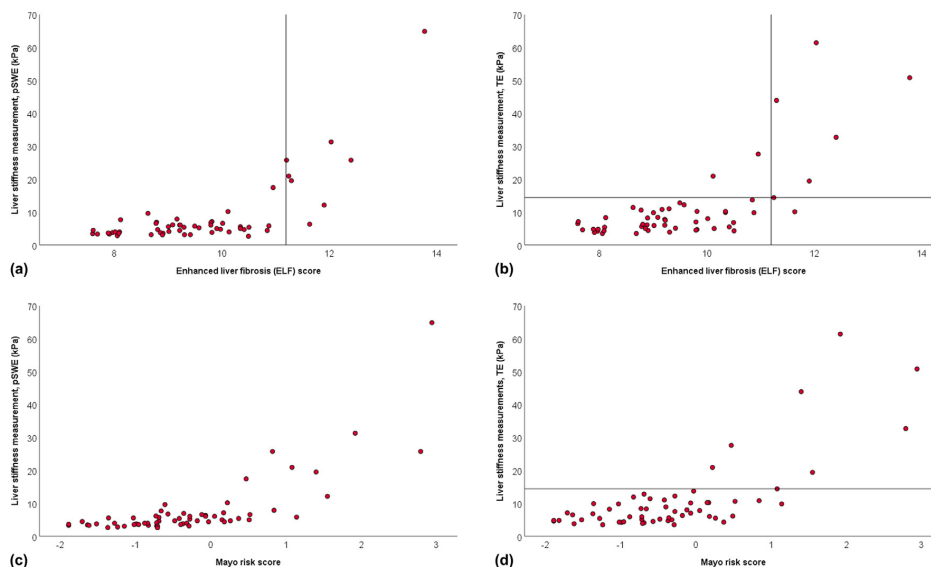 70
60
50
40
30
20
10
0
Liver stiffness measurement, pSWE (kPa)
8 10 12 14
Enhanced liver fibrosis (ELF) score
(a)
70
60
50
40
30
20
10
0
Liver stiffness measurement, TE (kPa)
8 10 12 14
Enhanced liver fibrosis (ELF) score
(b)
70
60
50
40
30
20
10
0
Liver stiffness measurement, pSWE (kPa)
-2 -1 0 1 2 3
Mayo risk score
(c)
70
60
50
40
30
20
10
0
Liver stiffness measurements, TE (kPa)
-2 -1 0 1 2 3
Mayo risk score
(d)